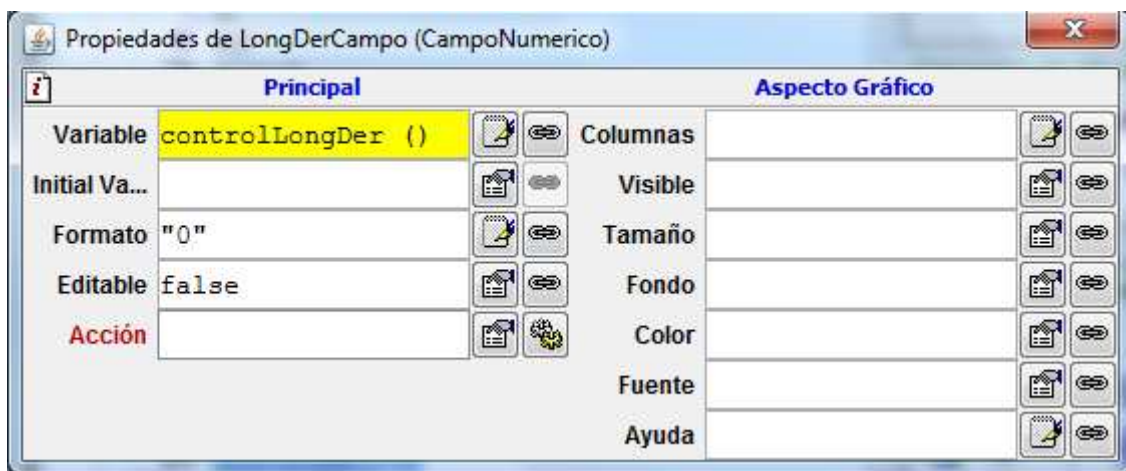 Propiedades de LongDerCampo (CampoNumerico)
Principal
Aspecto Gráfico
Variable controlLongDer ()
Columnas
Initial Va...
Visible
Formato "0"
Tamaño
Editable false
Fondo
Acción
Color
Fuente
Ayuda